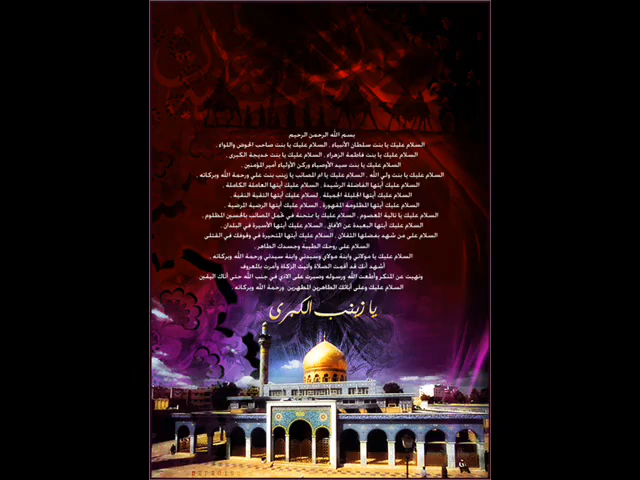 بسم الله الرحمن الرحيم
السلام عليك يا بنت سلطان الأنبياء . السلام عليك يا بنت صاحب الحوض واللواء .
السلام عليك يا بنت فاطمة الزهراء . السلام عليك يا بنت خديجة الكبرى .
السلام عليك يا بنت سيد الأوصياء وركن الأولياء أمير المؤمنين .
السلام عليك يا بنت ولي الله . السلام عليك يا ام المصائب يا زينب بنت علي ورحمة الله وبركاته .
السلام عليك أيتها الفاضلة الرشيدة . السلام عليك أيتها العاملة الكاملة .
السلام عليك أيتها الجليلة الجميلة . لسلام عليك أيتها التقية النقية .
السلام عليك أيتها المظلومة المقهورة . السلام عليك أيتها الرضية المرضية .
السلام عليك يا تالية المعصوم . السلام عليك يا ممتحنة في تحمل المصائب بالحسين المظلوم .
السلام عليك أيتها البعيدة عن الآفاق . السلام عليك أيتها الأسيرة في البلدان .
السلام على من شهد بفضلها الثقلان . السلام عليك أيتها المتحيرة في وقوفك في القتلى
السلام على روحك الطيبة وجسدك الطاهر .
السلام عليك يا مولاتي وابنة مولاي وسيدتي وابنة سيدتي ورحمة الله وبركاته .
أشهد أنك قد أقمت الصلاة وآتيت الزكاة وأمرت بالمعروف
ونهيت عن المنكر وأطعت الله ورسوله وصبرت على الاذى في جنب الله حتى أتاك اليقين
السلام عليك وعلى آبائك الطاهرين المطهرين ورحمة الله وبركاته .
يا زينب الكبرى